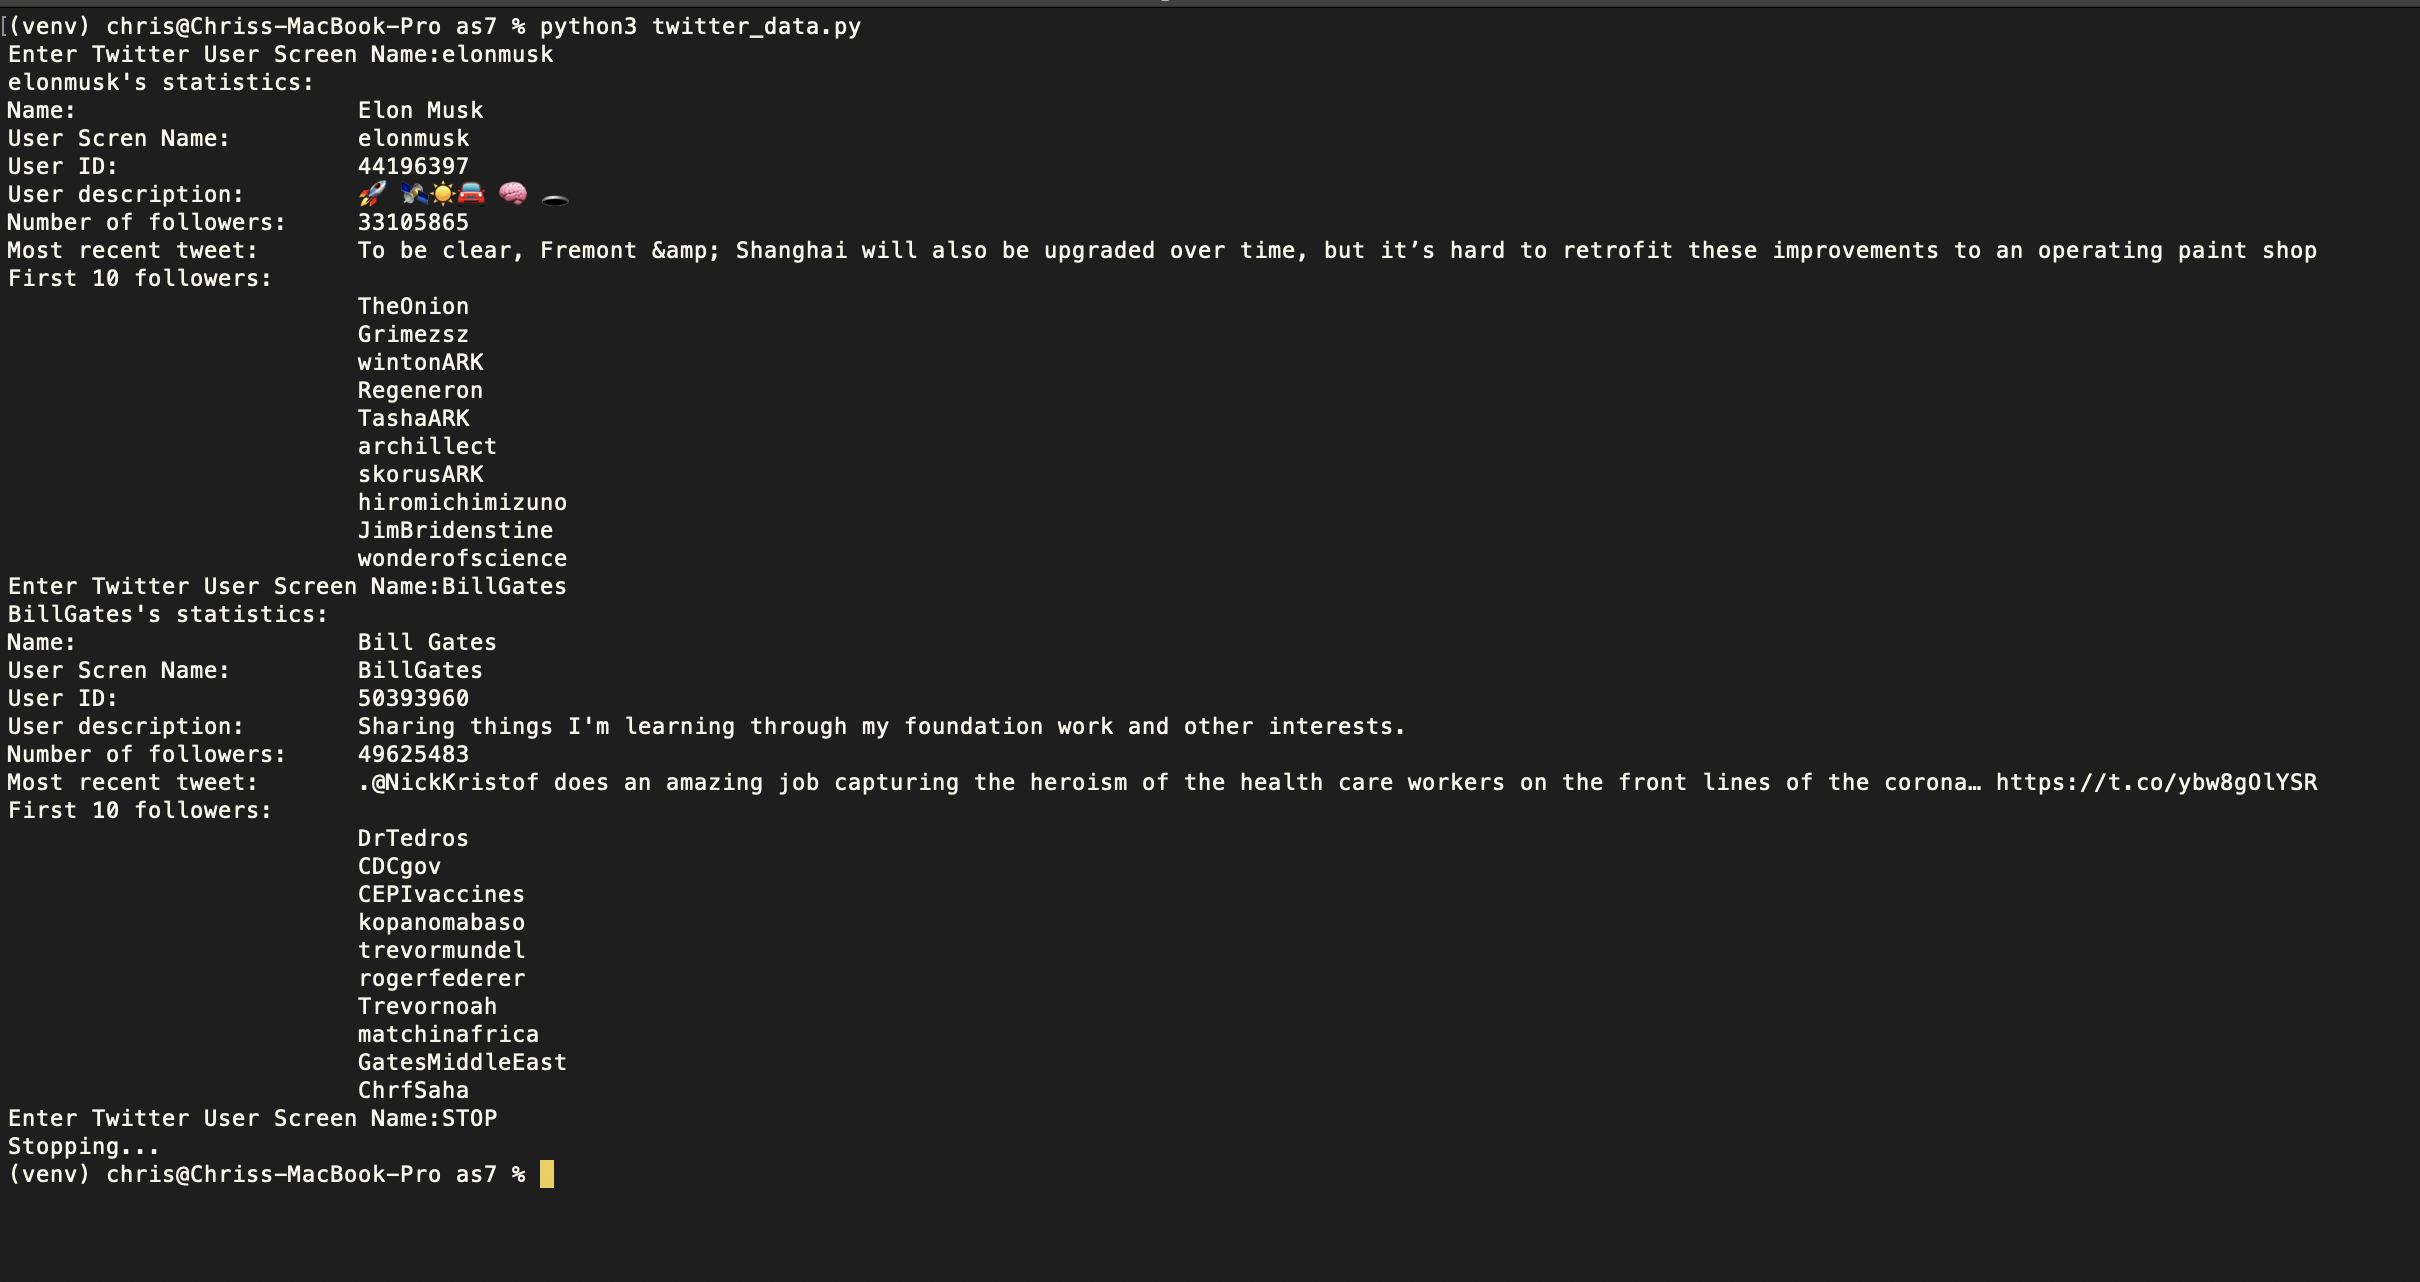 (venv) chris@Chriss-MacBook-Pro as7 % python3 twitter_data.py
Enter Twitter User Screen Name:elonmusk
elonmusk's statistics:
Name: Elon Musk
User Scren Name: elonmusk
User ID: 44196397
User description: 🚀 🛰☀️🚘 🧠 🕳
Number of followers: 33105865
Most recent tweet: To be clear, Fremont &amp; Shanghai will also be upgraded over time, but it’s hard to retrofit these improvements to an operating paint shop
First 10 followers:
TheOnion
Grimezsz
wintonARK
Regeneron
TashaARK
archillect
skorusARK
hiromichimizuno
JimBridenstine
wonderofscience
Enter Twitter User Screen Name:BillGates
BillGates's statistics:
Name: Bill Gates
User Scren Name: BillGates
User ID: 50393960
User description: Sharing things I'm learning through my foundation work and other interests.
Number of followers: 49625483
Most recent tweet: .@NickKristof does an amazing job capturing the heroism of the health care workers on the front lines of the corona… https://t.co/ybw8gOlYSR
First 10 followers:
DrTedros
CDCgov
CEPIvaccines
kopanomabaso
trevormundel
rogerfederer
Trevornoah
matchinafrica
GatesMiddleEast
ChrfSaha
Enter Twitter User Screen Name:STOP
Stopping...
(venv) chris@Chriss-MacBook-Pro as7 %